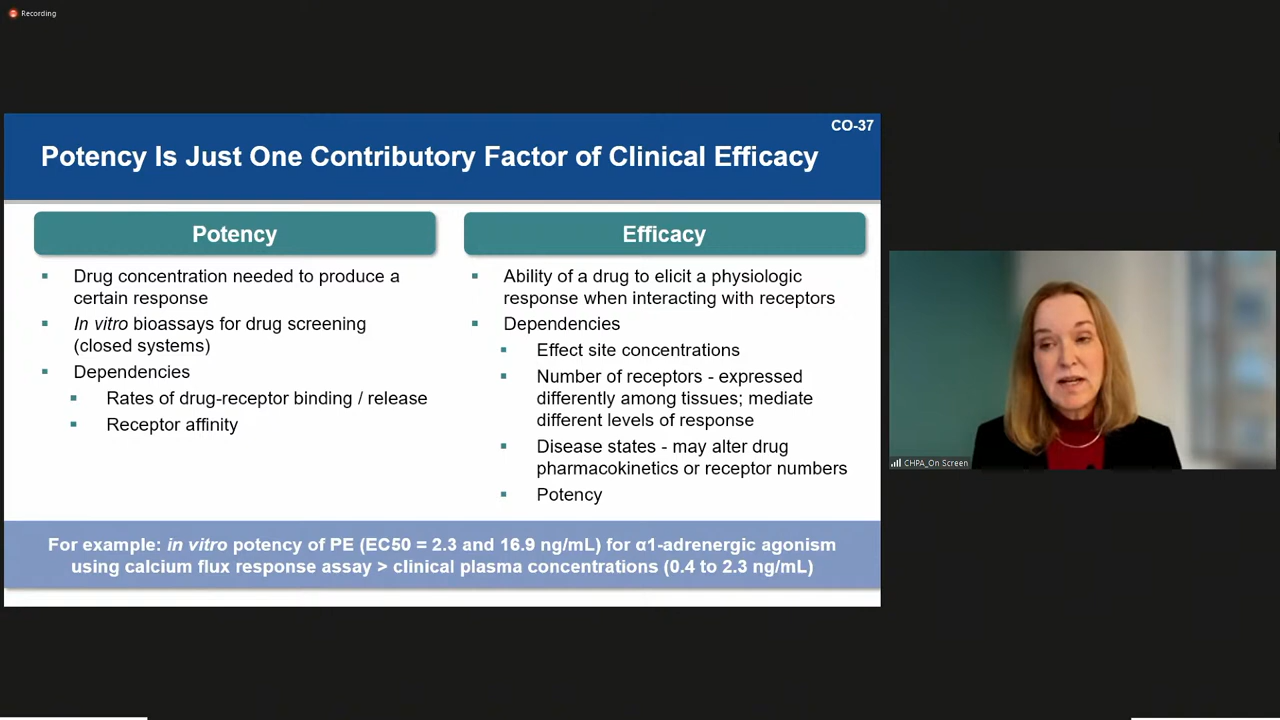 Recording
CO-37
Potency Is Just One Contributory Factor of Clinical Efficacy
Potency
▪ Drug concentration needed to produce a
certain response
▪ In vitro bioassays for drug screening
(closed systems)
▪ Dependencies
▪ Rates of drug-receptor binding / release
▪ Receptor affinity
Efficacy
▪ Ability of a drug to elicit a physiologic
response when interacting with receptors
▪ Dependencies
▪ Effect site concentrations
▪ Number of receptors - expressed
differently among tissues; mediate
different levels of response
▪ Disease states - may alter drug
pharmacokinetics or receptor numbers
▪ Potency
For example: in vitro potency of PE (EC50 = 2.3 and 16.9 ng/mL) for α1-adrenergic agonism
using calcium flux response assay > clinical plasma concentrations (0.4 to 2.3 ng/mL)
CHPA_On Screen